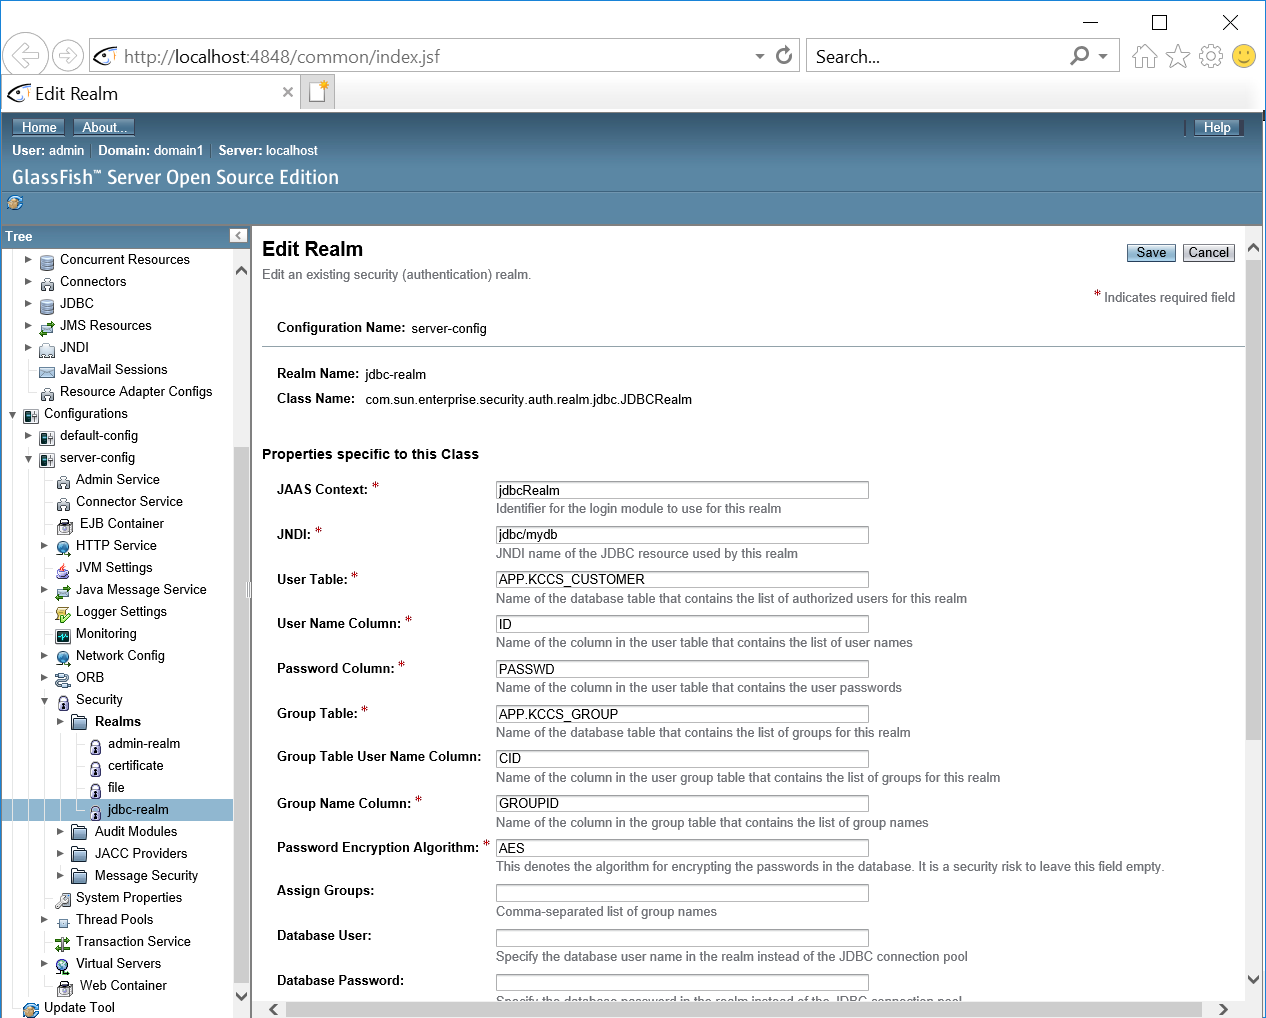 http://localhost:4848/common/index.jsf
Search...
Edit Realm
Home
About...
Help
User: admin
Domain: domain1
Server: localhost
GlassFish™ Server Open Source Edition
Tree
Concurrent Resources
Connectors
JDBC
JMS Resources
JNDI
JavaMail Sessions
Resource Adapter Configs
Configurations
default-config
server-config
Admin Service
Connector Service
EJB Container
HTTP Service
JVM Settings
Java Message Service
Logger Settings
Monitoring
Network Config
ORB
Security
Realms
admin-realm
certificate
file
jdbc-realm
Audit Modules
JACC Providers
Message Security
System Properties
Thread Pools
Transaction Service
Virtual Servers
Web Container
Update Tool
Edit Realm
Save
Cancel
Edit an existing security (authentication) realm.
* Indicates required field
Configuration Name: server-config
Realm Name: jdbc-realm
Class Name: com.sun.enterprise.security.auth.realm.jdbc.JDBCRealm
Properties specific to this Class
JAAS Context: * jdbcRealm
Identifier for the login module to use for this realm
JNDI: * jdbc/mydb
JNDI name of the JDBC resource used by this realm
User Table: * APP.KCCS_CUSTOMER
Name of the database table that contains the list of authorized users for this realm
User Name Column: * ID
Name of the column in the user table that contains the list of user names
Password Column: * PASSWD
Name of the column in the user table that contains the user passwords
Group Table: * APP.KCCS_GROUP
Name of the database table that contains the list of groups for this realm
Group Table User Name Column: CID
Name of the column in the user group table that contains the list of groups for this realm
Group Name Column: * GROUPID
Name of the column in the group table that contains the list of group names
Password Encryption Algorithm: * AES
This denotes the algorithm for encrypting the passwords in the database. It is a security risk to leave this field empty.
Assign Groups:
Comma-separated list of group names
Database User:
Specify the database user name in the realm instead of the JDBC connection pool
Database Password:
Specify the database password in the realm instead of the JDBC connection pool